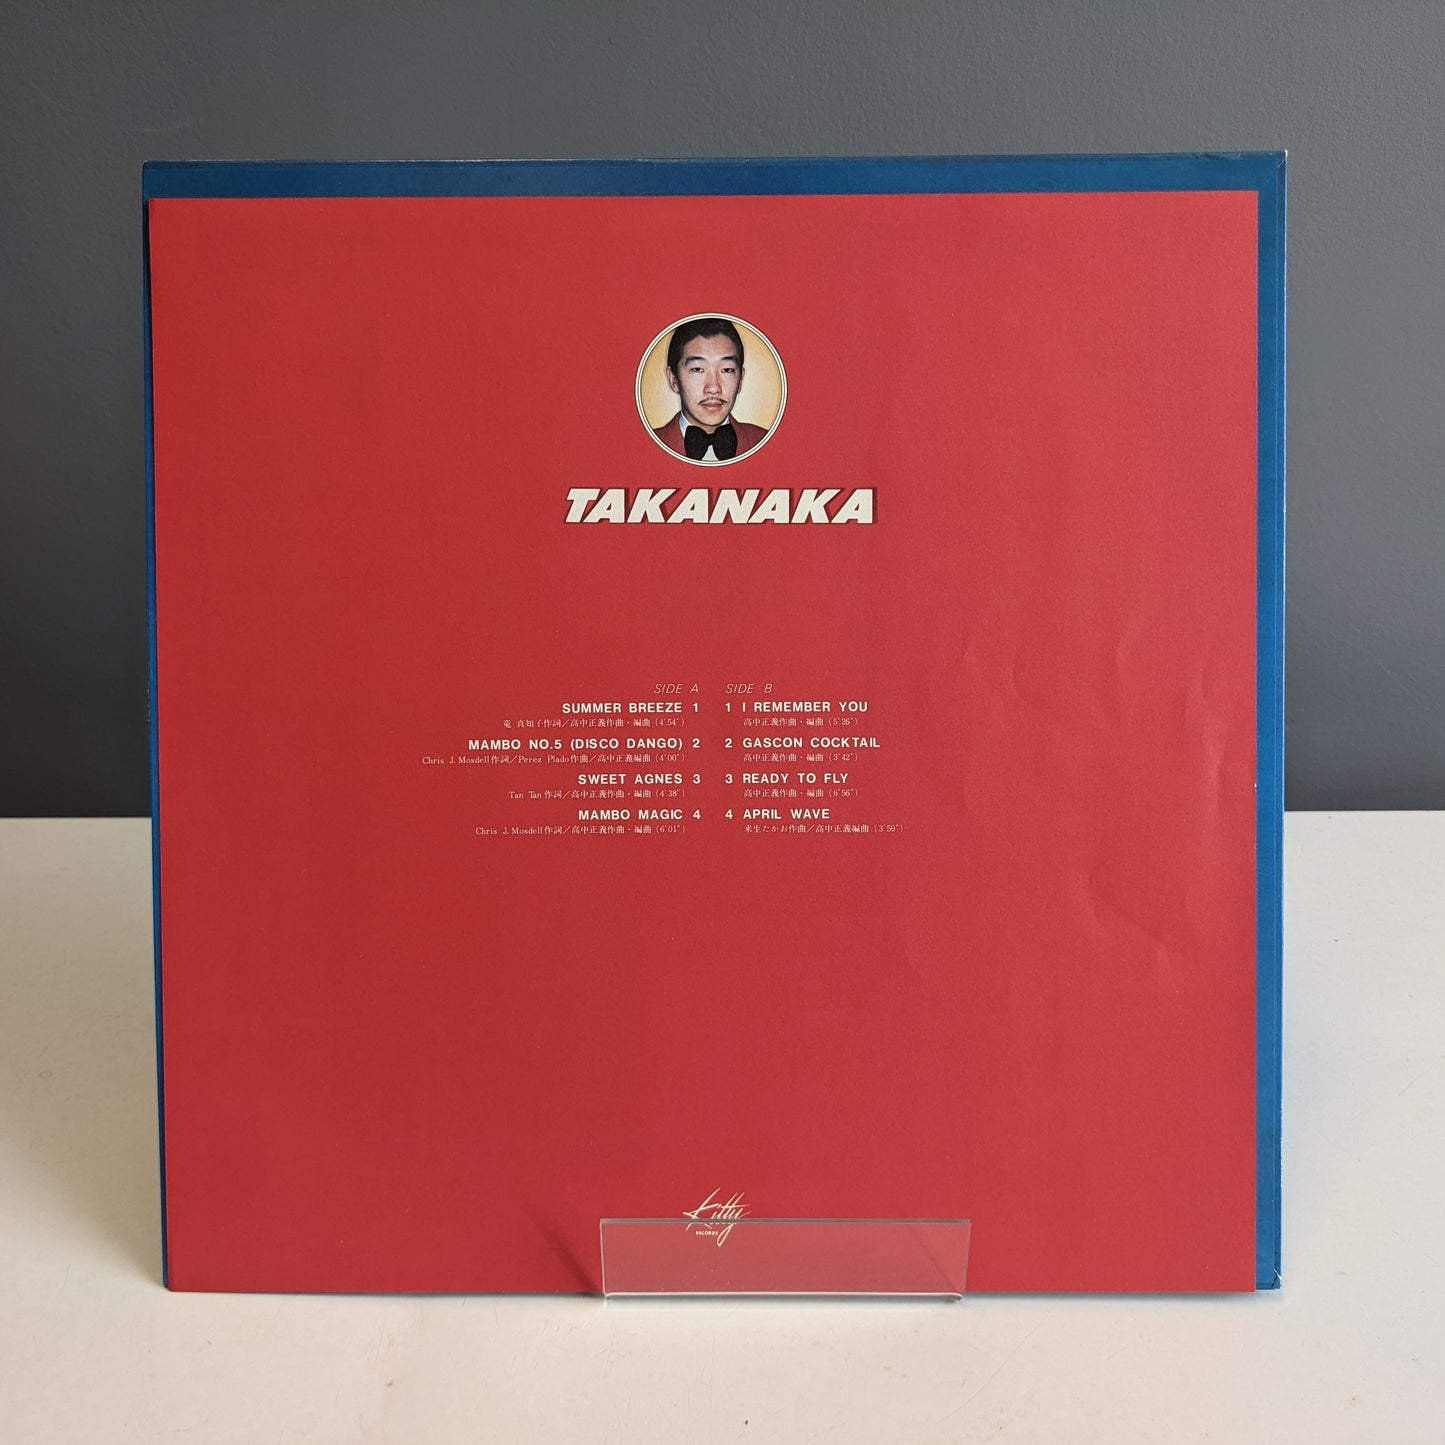 TAKANAKA
SIDE A
SUMMER BREEZE 1
竜 真知子作詞／高中正義作曲・編曲 (4'54")
MAMBO NO.5 (DISCO DANGO) 2
Chris J. Mosdell作詞／Perez Plado作曲／高中正義編曲 (4'00")
SWEET AGNES 3
Tan Tan作詞／高中正義作曲・編曲 (4'38")
MAMBO MAGIC 4
Chris J. Mosdell作詞／高中正義作曲・編曲 (6'01")
SIDE B
1 I REMEMBER YOU
高中正義作曲・編曲 (5'26")
2 GASCON COCKTAIL
高中正義作曲・編曲 (3'42")
3 READY TO FLY
高中正義作曲・編曲 (6'56")
4 APRIL WAVE
来生たかお作曲／高中正義編曲 (3'59")
Kitty
RECORDS